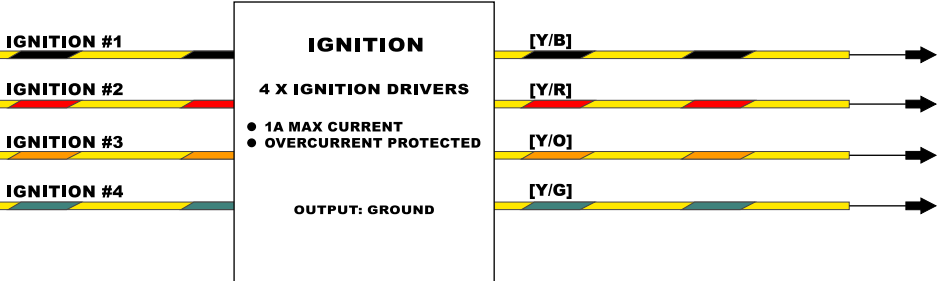 IGNITION #1
IGNITION #2
IGNITION #3
IGNITION #4
IGNITION
4 X IGNITION DRIVERS
● 1A MAX CURRENT
● OVERCURRENT PROTECTED
OUTPUT: GROUND
[Y/B]
[Y/R]
[Y/O]
[Y/G]